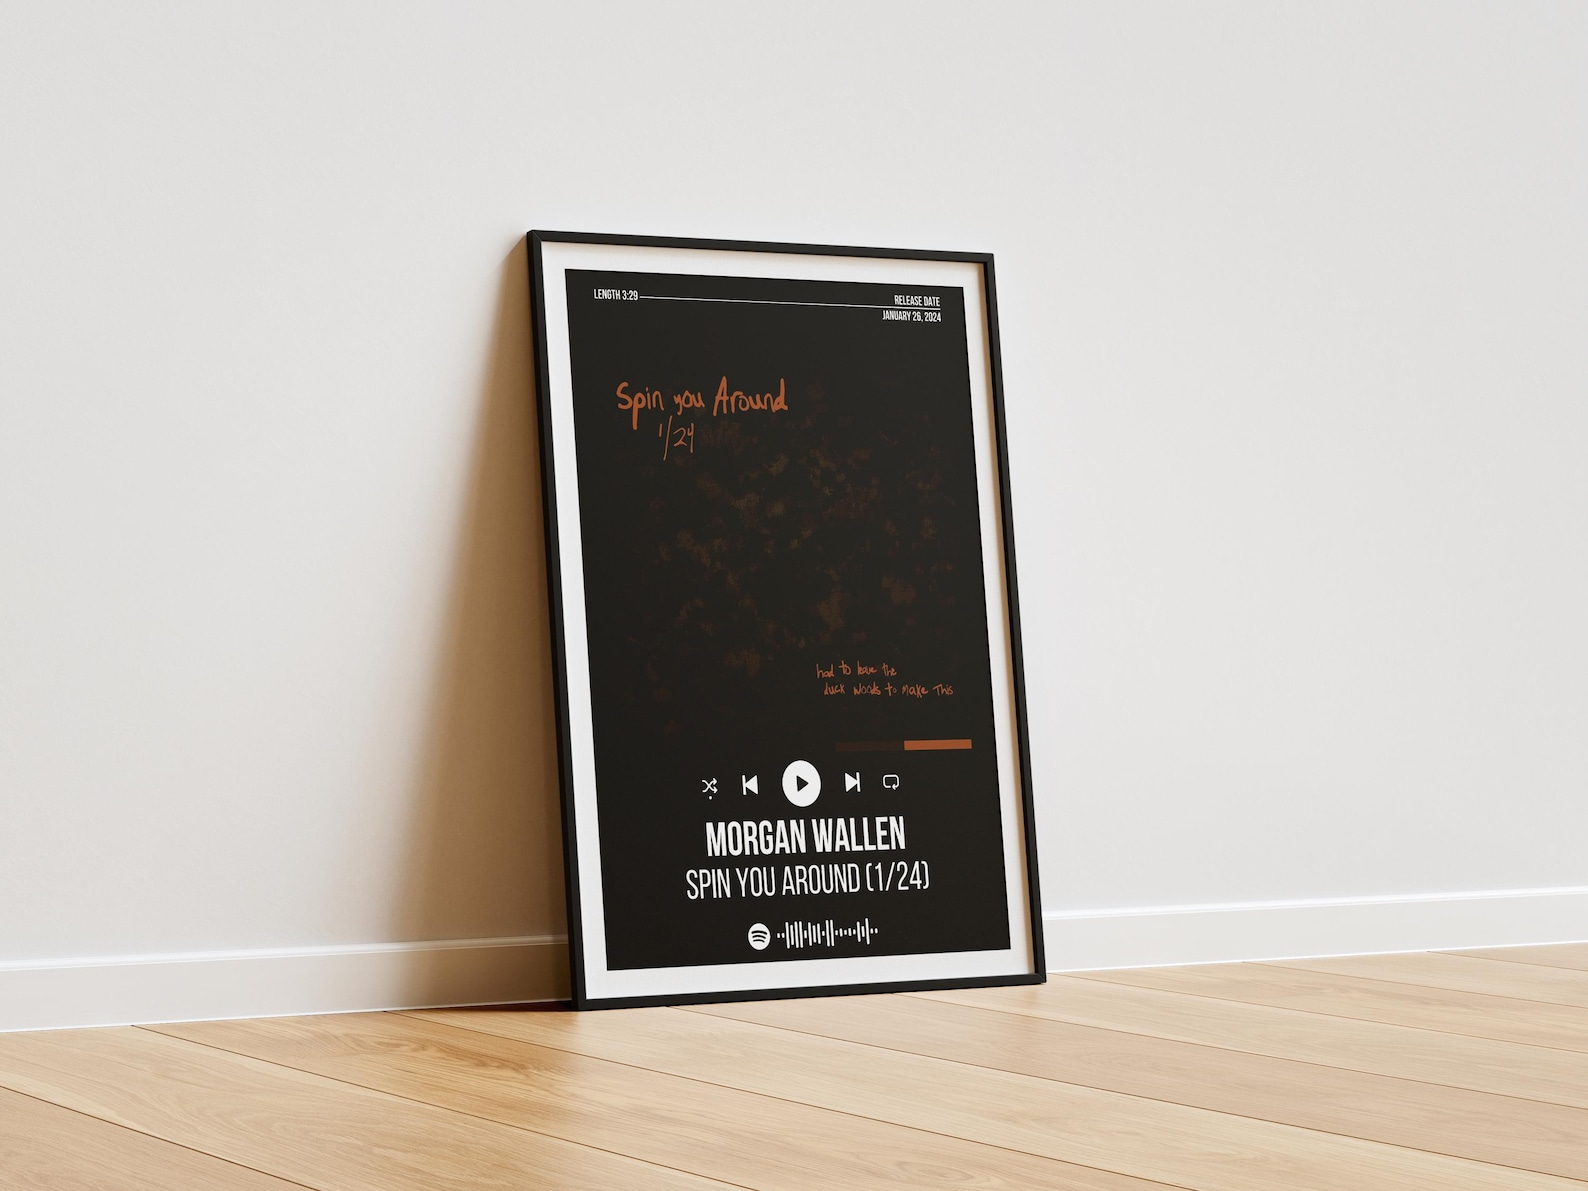 LENGTH 3:29
RELEASE DATE
JANUARY 26, 2024
Spin you Around
1/24
had to leave the
duck woods to make This
MORGAN WALLEN
SPIN YOU AROUND (1/24)